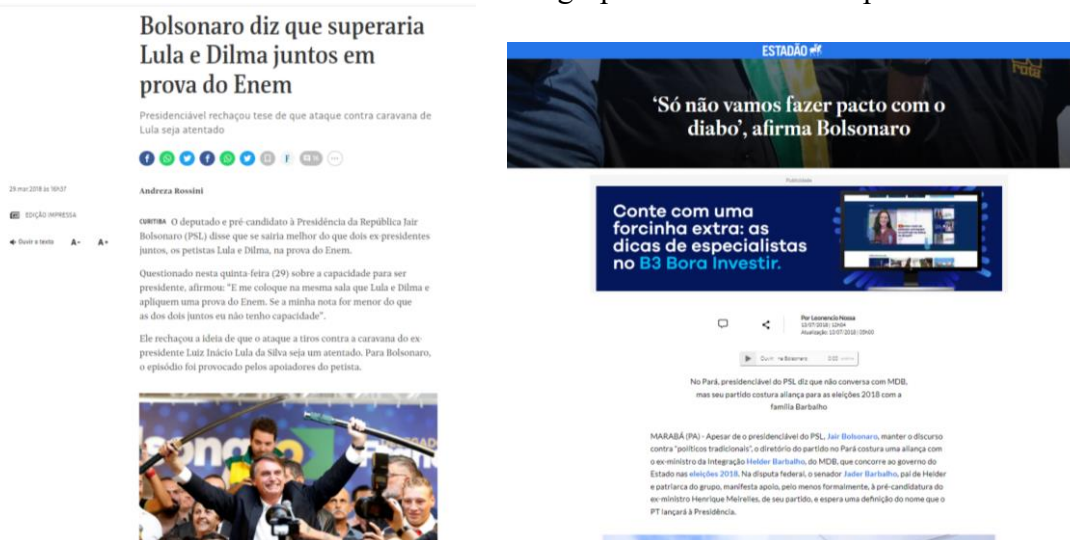 Bolsonaro diz que superaria
Lula e Dilma juntos em
prova do Enem
Presidenciável rechaçou tese de que ataque contra caravana de
Lula seja atentado
29.mar.2018 às 16h37
EDIÇÃO IMPRESSA
Ouvir o texto A- A+
Andreza Rossini
CURITIBA O deputado e pré-candidato à Presidência da República Jair
Bolsonaro (PSL) disse que se sairia melhor do que dois ex-presidentes
juntos, os petistas Lula e Dilma, na prova do Enem.
Questionado nesta quinta-feira (29) sobre a capacidade para ser
presidente, afirmou: "E me coloque na mesma sala que Lula e Dilma e
apliquem uma prova do Enem. Se a minha nota for menor do que
as dos dois juntos eu não tenho capacidade".
Ele rechaçou a ideia de que o ataque a tiros contra a caravana do ex-
presidente Luiz Inácio Lula da Silva seja um atentado. Para Bolsonaro,
o episódio foi provocado pelos apoiadores do petista.
ESTADÃO
'Só não vamos fazer pacto com o
diabo', afirma Bolsonaro
Publicidade
Conte com uma
forcinha extra: as
dicas de especialistas
no B3 Bora Investir.
Por Leonencio Nossa
12/07/2018 | 12h04
Atualização: 13/07/2018 | 09h00
No Pará, presidenciável do PSL diz que não conversa com MDB,
mas seu partido costura aliança para as eleições 2018 com a
família Barbalho
MARABÁ (PA) - Apesar de o presidenciável do PSL, Jair Bolsonaro, manter o discurso
contra "políticos tradicionais", o diretório do partido no Pará costura uma aliança com
o ex-ministro da Integração Helder Barbalho, do MDB, que concorre ao governo do
Estado nas eleições 2018. Na disputa federal, o senador Jader Barbalho, pai de Helder
e patriarca do grupo, manifesta apoio, pelo menos formalmente, à pré-candidatura do
ex-ministro Henrique Meirelles, de seu partido, e espera uma definição do nome que o
PT lançará à Presidência.